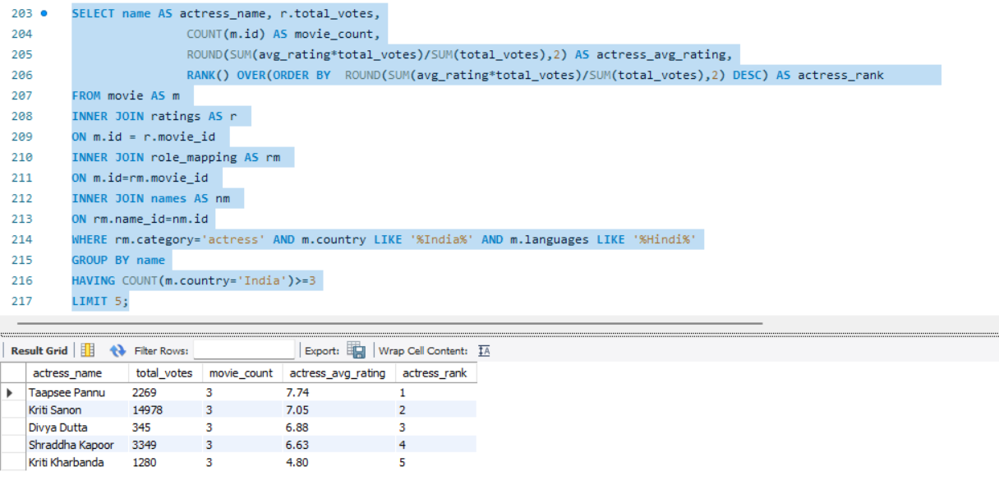 203 SELECT name AS actress_name, r.total_votes,
204 COUNT(m.id) AS movie_count,
205 ROUND(SUM(avg_rating*total_votes)/SUM(total_votes),2) AS actress_avg_rating,
206 RANK() OVER(ORDER BY ROUND(SUM(avg_rating*total_votes)/SUM(total_votes),2) DESC) AS actress_rank
207 FROM movie AS m
208 INNER JOIN ratings AS r
209 ON m.id = r.movie_id
210 INNER JOIN role_mapping AS rm
211 ON m.id=rm.movie_id
212 INNER JOIN names AS nm
213 ON rm.name_id=nm.id
214 WHERE rm.category='actress' AND m.country LIKE '%India%' AND m.languages LIKE '%Hindi%'
215 GROUP BY name
216 HAVING COUNT(m.country='India')>=3
217 LIMIT 5;
Result Grid Filter Rows: Export: Wrap Cell Content: IA
actress_name total_votes movie_count actress_avg_rating actress_rank
Taapsee Pannu 2269 3 7.74 1
Kriti Sanon 14978 3 7.05 2
Divya Dutta 345 3 6.88 3
Shraddha Kapoor 3349 3 6.63 4
Kriti Kharbanda 1280 3 4.80 5